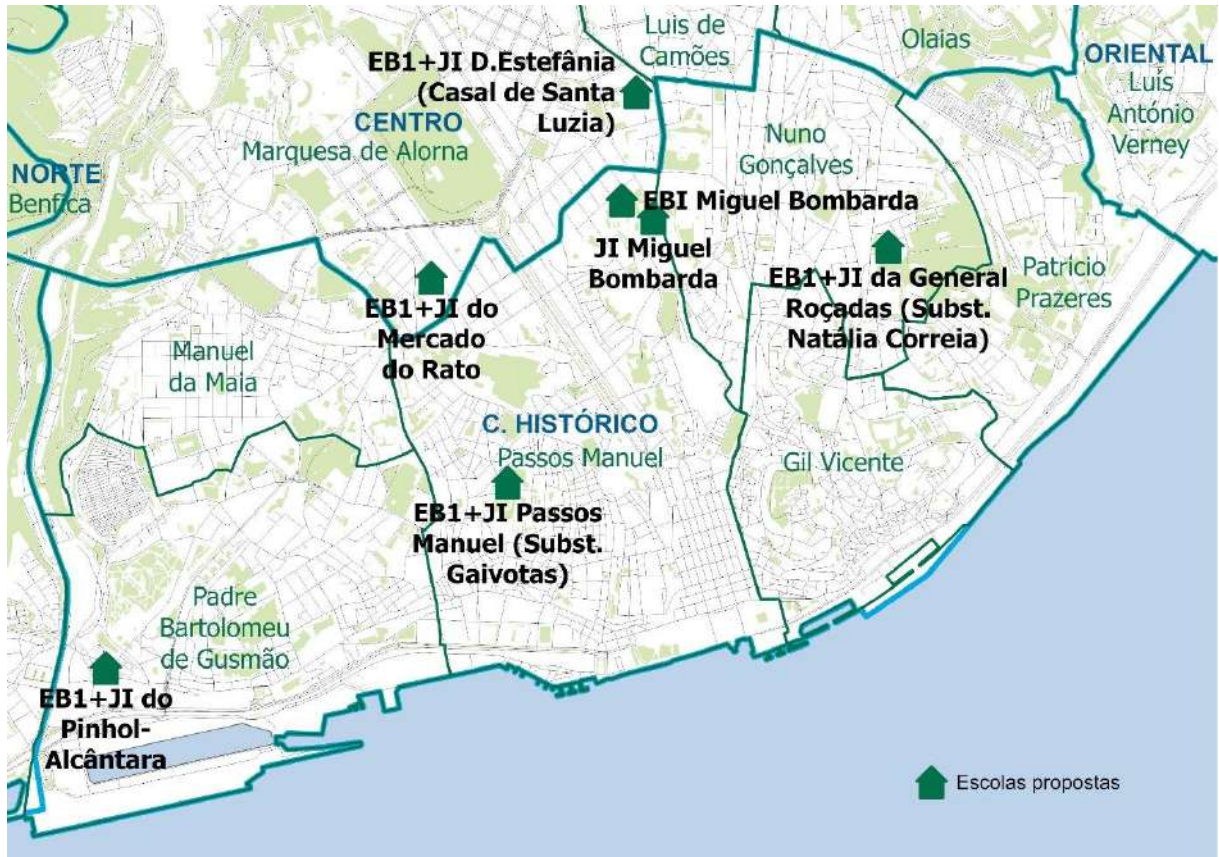 Luis de
Camões
Olaias
ORIENTAL
Luís
António
Verney
EB1+JI D.Estefânia
(Casal de Santa
Luzia)
CENTRO
Marquesa de Alorna
Nuno
Gonçalves
NORTE
Benfica
EBI Miguel Bombarda
JI Miguel
Bombarda
EB1+JI da General
Roçadas (Subst.
Natália Correia)
Patricio
Prazeres
EB1+JI do
Mercado
do Rato
Manuel
da Maia
C. HISTÓRICO
Passos Manuel
Gil Vicente
EB1+JI Passos
Manuel (Subst.
Gaivotas)
Padre
Bartolomeu
de Gusmão
EB1+JI do
Pinhol-
Alcântara
Escolas propostas